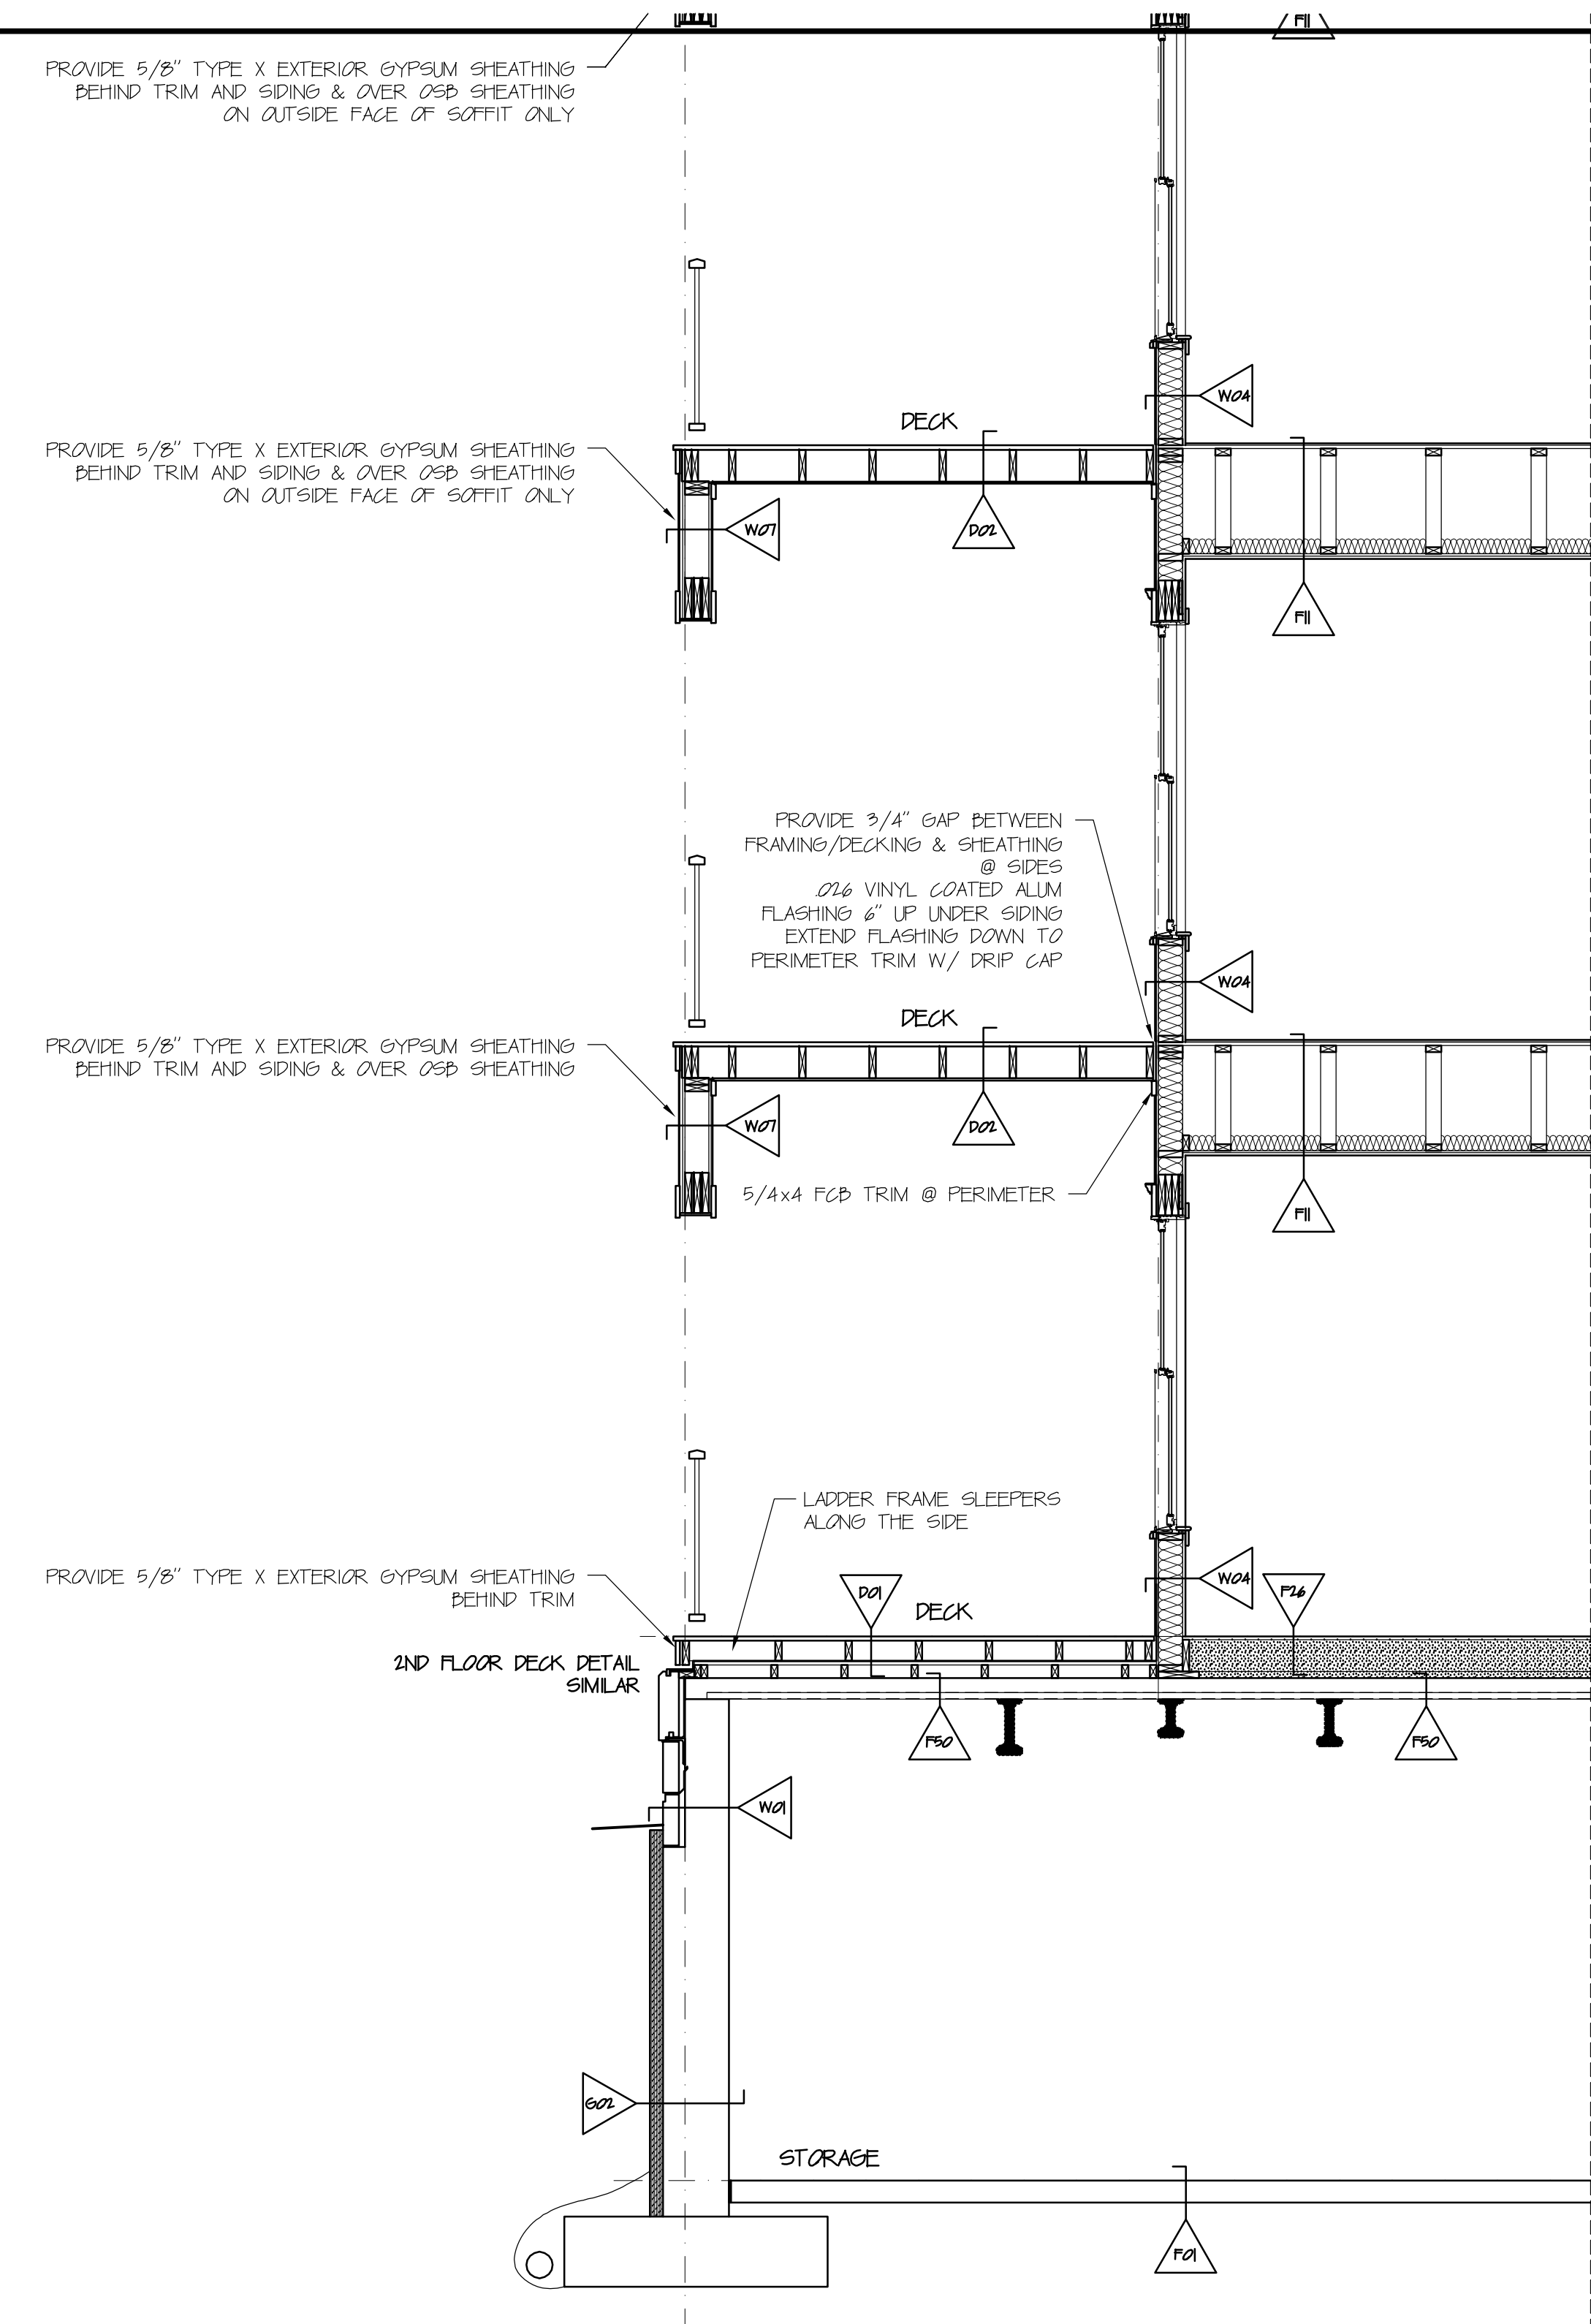 F11
PROVIDE 5/8" TYPE X EXTERIOR GYPSUM SHEATHING
BEHIND TRIM AND SIDING & OVER OSB SHEATHING
ON OUTSIDE FACE OF SOFFIT ONLY
W04
DECK
PROVIDE 5/8" TYPE X EXTERIOR GYPSUM SHEATHING
BEHIND TRIM AND SIDING & OVER OSB SHEATHING
ON OUTSIDE FACE OF SOFFIT ONLY
W07
D02
F11
PROVIDE 3/4" GAP BETWEEN
FRAMING/DECKING & SHEATHING
@ SIDES
.026 VINYL COATED ALUM
FLASHING 6" UP UNDER SIDING
EXTEND FLASHING DOWN TO
PERIMETER TRIM W/ DRIP CAP
W04
DECK
PROVIDE 5/8" TYPE X EXTERIOR GYPSUM SHEATHING
BEHIND TRIM AND SIDING & OVER OSB SHEATHING
W07
D02
5/4x4 FCB TRIM @ PERIMETER
F11
LADDER FRAME SLEEPERS
ALONG THE SIDE
PROVIDE 5/8" TYPE X EXTERIOR GYPSUM SHEATHING
BEHIND TRIM
D01
DECK
W04
F26
2ND FLOOR DECK DETAIL
SIMILAR
F50
F50
W01
G02
STORAGE
F01